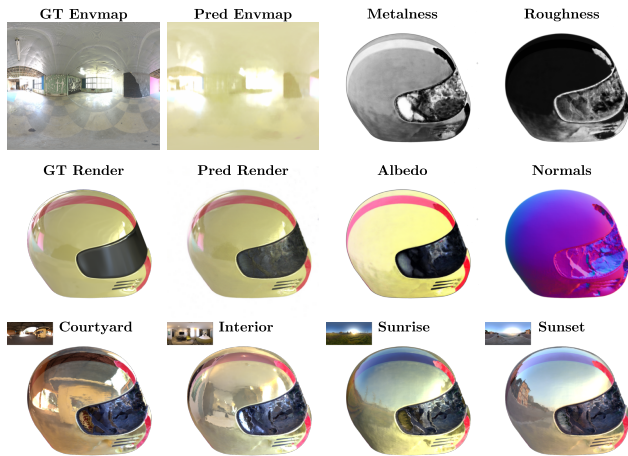 GT Envmap Pred Envmap Metalness Roughness
GT Render Pred Render Albedo Normals
Courtyard Interior Sunrise Sunset